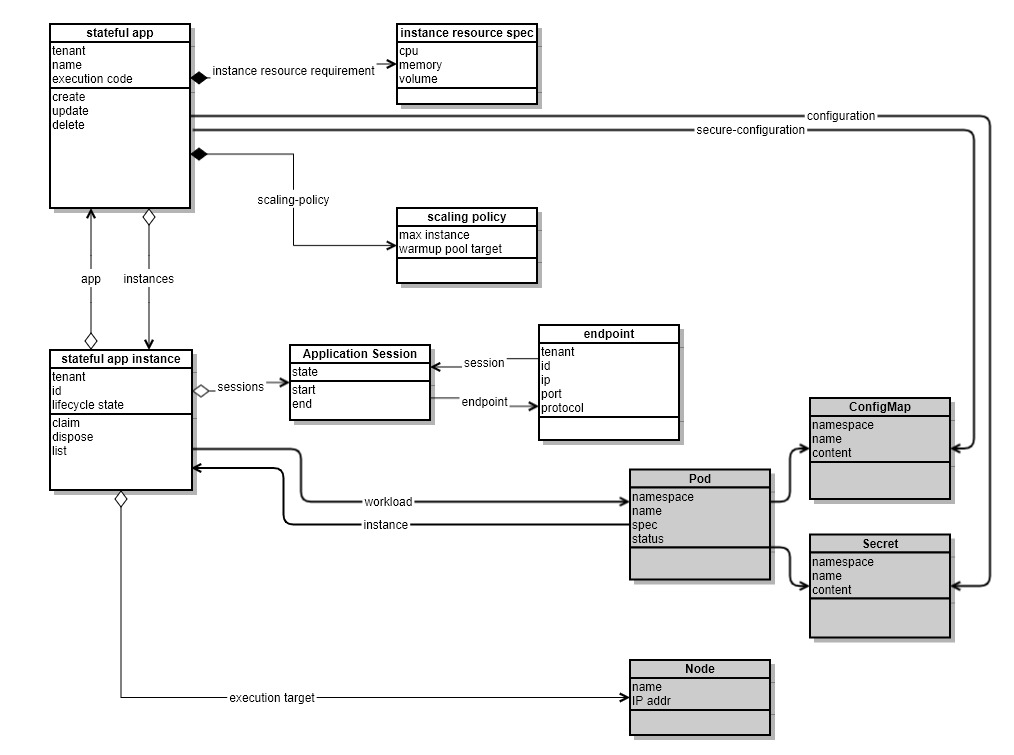 stateful app
tenant
name
execution code
create
update
delete
instance resource requirement
instance resource spec
cpu
memory
volume
configuration
secure-configuration
scaling-policy
scaling policy
max instance
warmup pool target
app
instances
stateful app instance
tenant
id
lifecycle state
claim
dispose
list
sessions
Application Session
state
start
end
session
endpoint
endpoint
tenant
id
ip
port
protocol
workload
instance
Pod
namespace
name
spec
status
ConfigMap
namespace
name
content
Secret
namespace
name
content
execution target
Node
name
IP addr